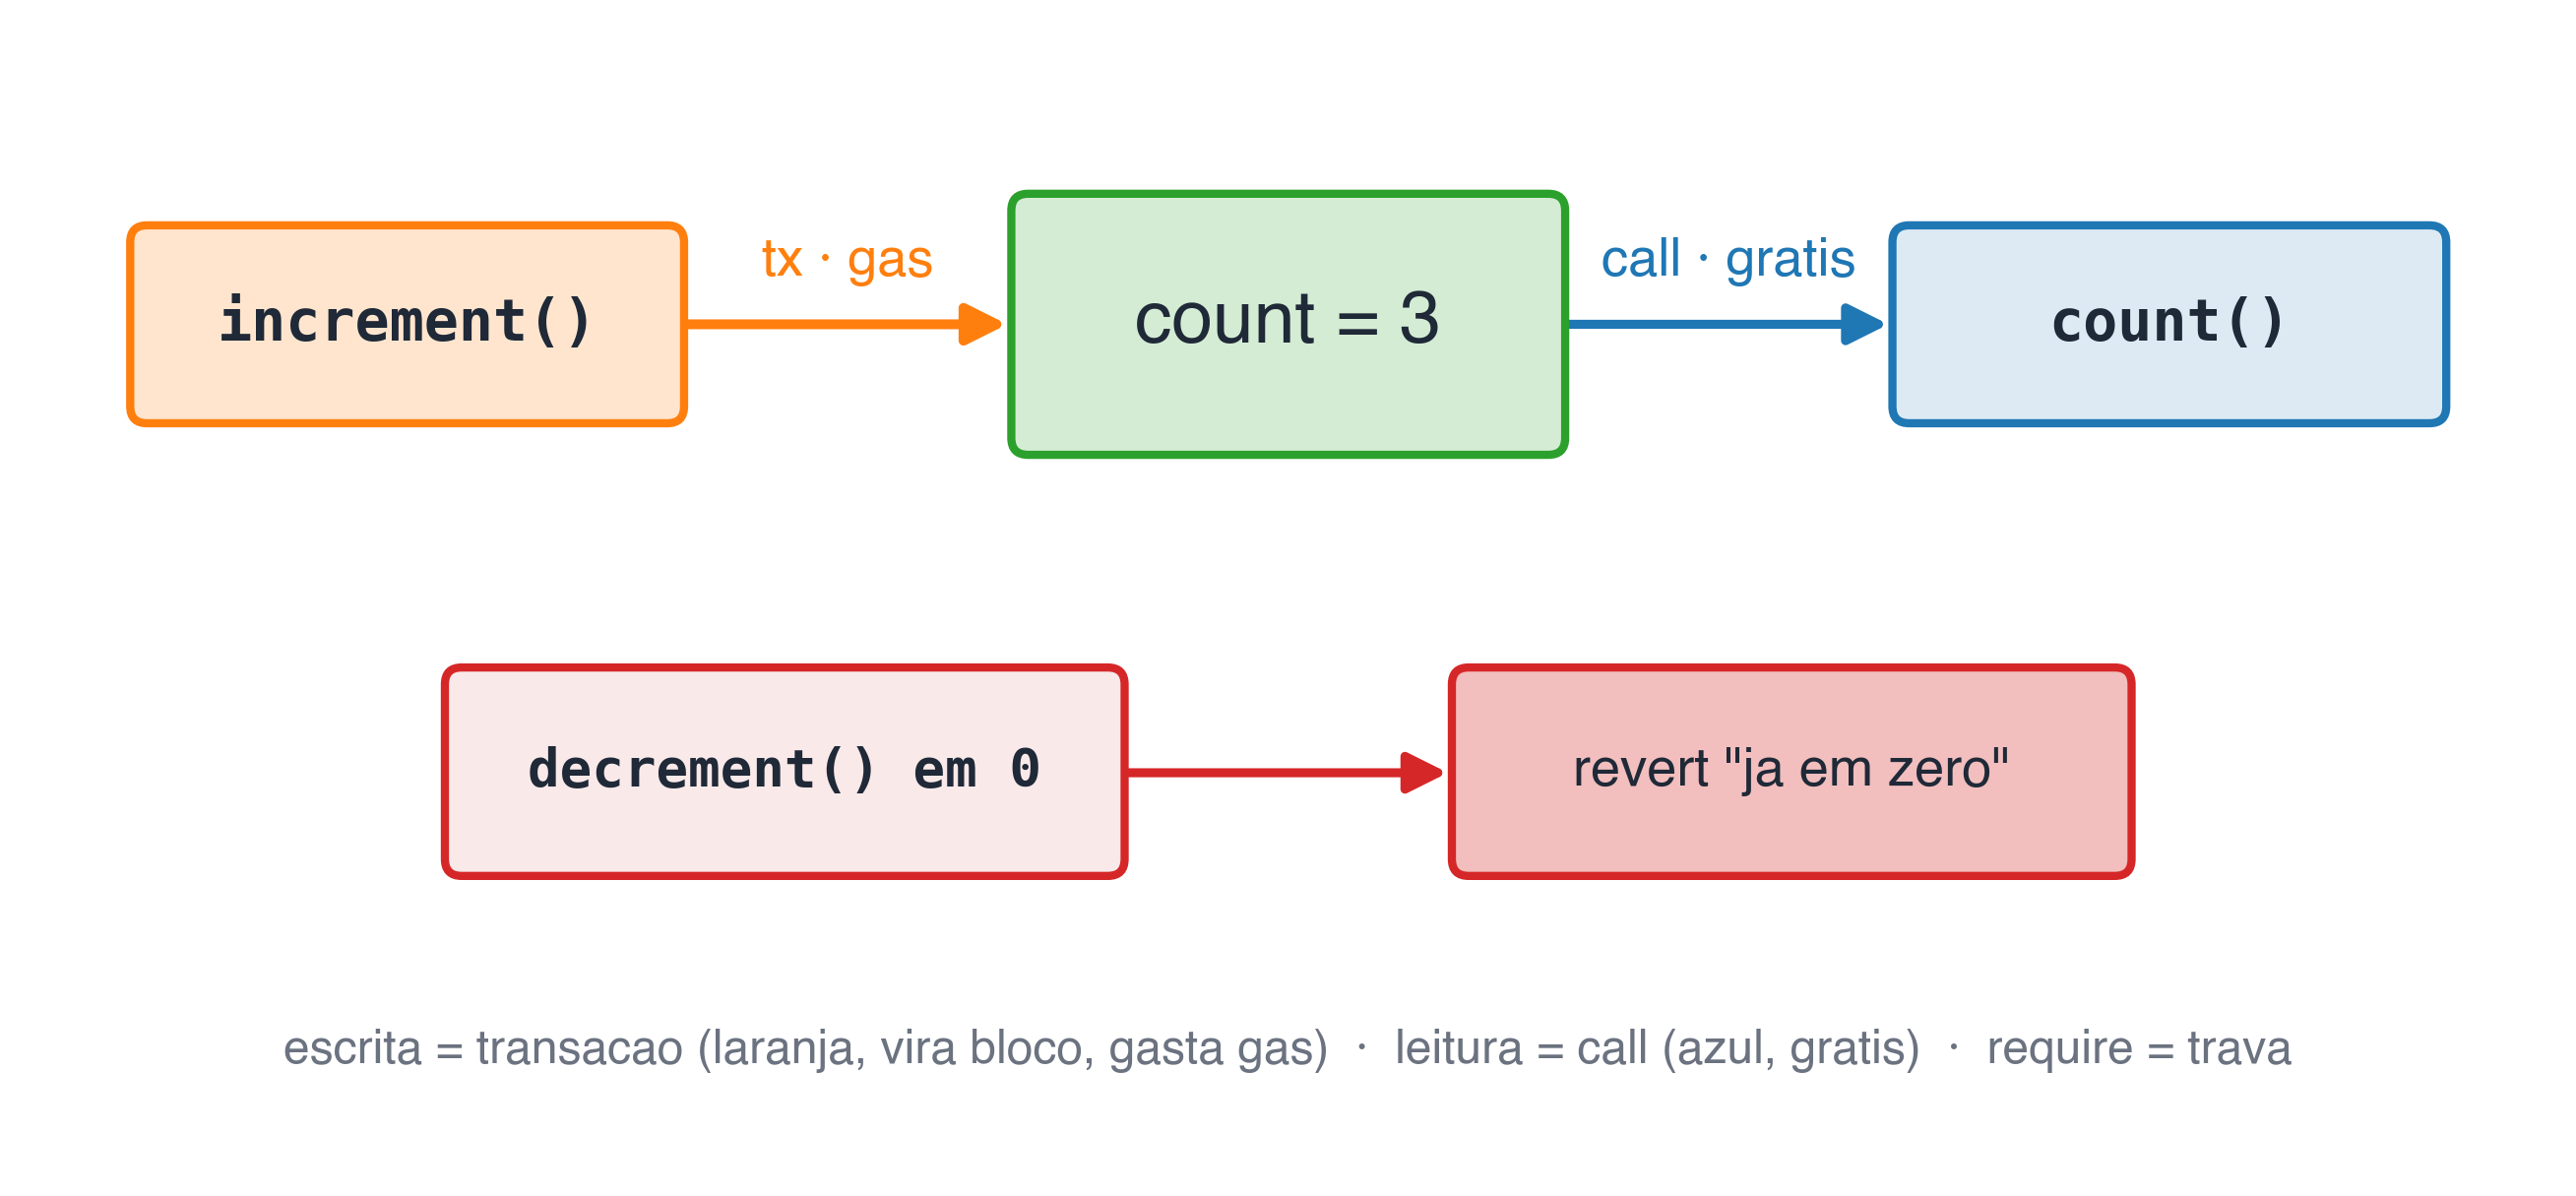 tx · gas
call · gratis
increment()
count = 3
count()
decrement() em 0
revert "ja em zero"
escrita = transacao (laranja, vira bloco, gasta gas) · leitura = call (azul, gratis) · require = trava